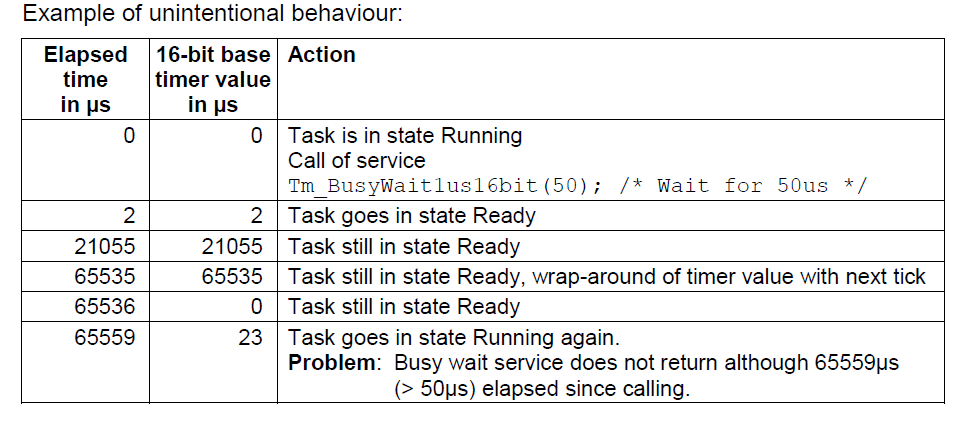 Example of unintentional behaviour:
Elapsed time in µs
16-bit base timer value in µs
Action
0
0
Task is in state Running
Call of service
Tm_BusyWait1us16bit(50); /* Wait for 50us */
2
2
Task goes in state Ready
21055
21055
Task still in state Ready
65535
65535
Task still in state Ready, wrap-around of timer value with next tick
65536
0
Task still in state Ready
65559
23
Task goes in state Running again.
Problem: Busy wait service does not return although 65559µs
(> 50µs) elapsed since calling.